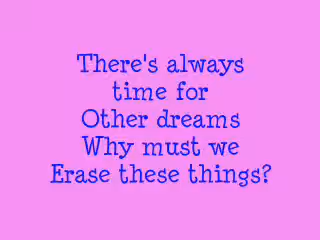 There's always
time for
Other dreams
Why must we
Erase these things?